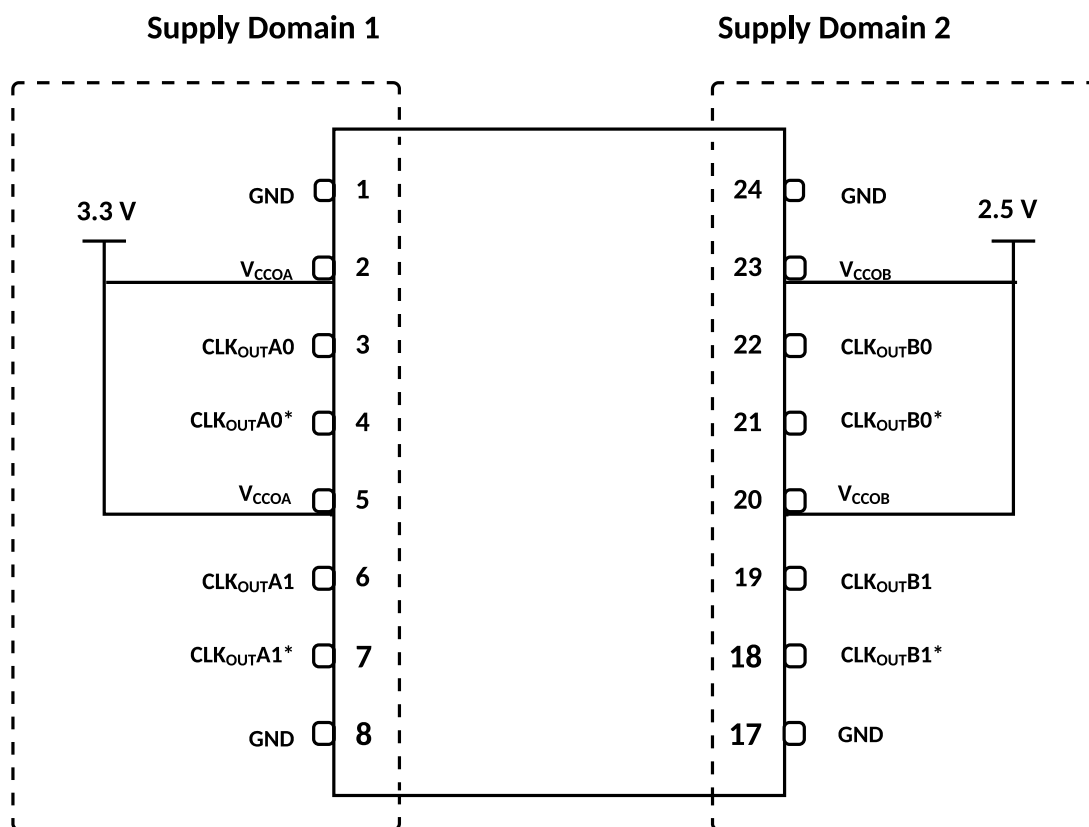 Supply Domain 1 Supply Domain 2
GND 1 24 GND
3.3 V 2.5 V
VCCOA 2 23 VCCOB
CLKOUTA0 3 22 CLKOUTB0
CLKOUTA0* 4 21 CLKOUTB0*
VCCOA 5 20 VCCOB
CLKOUTA1 6 19 CLKOUTB1
CLKOUTA1* 7 18 CLKOUTB1*
GND 8 17 GND